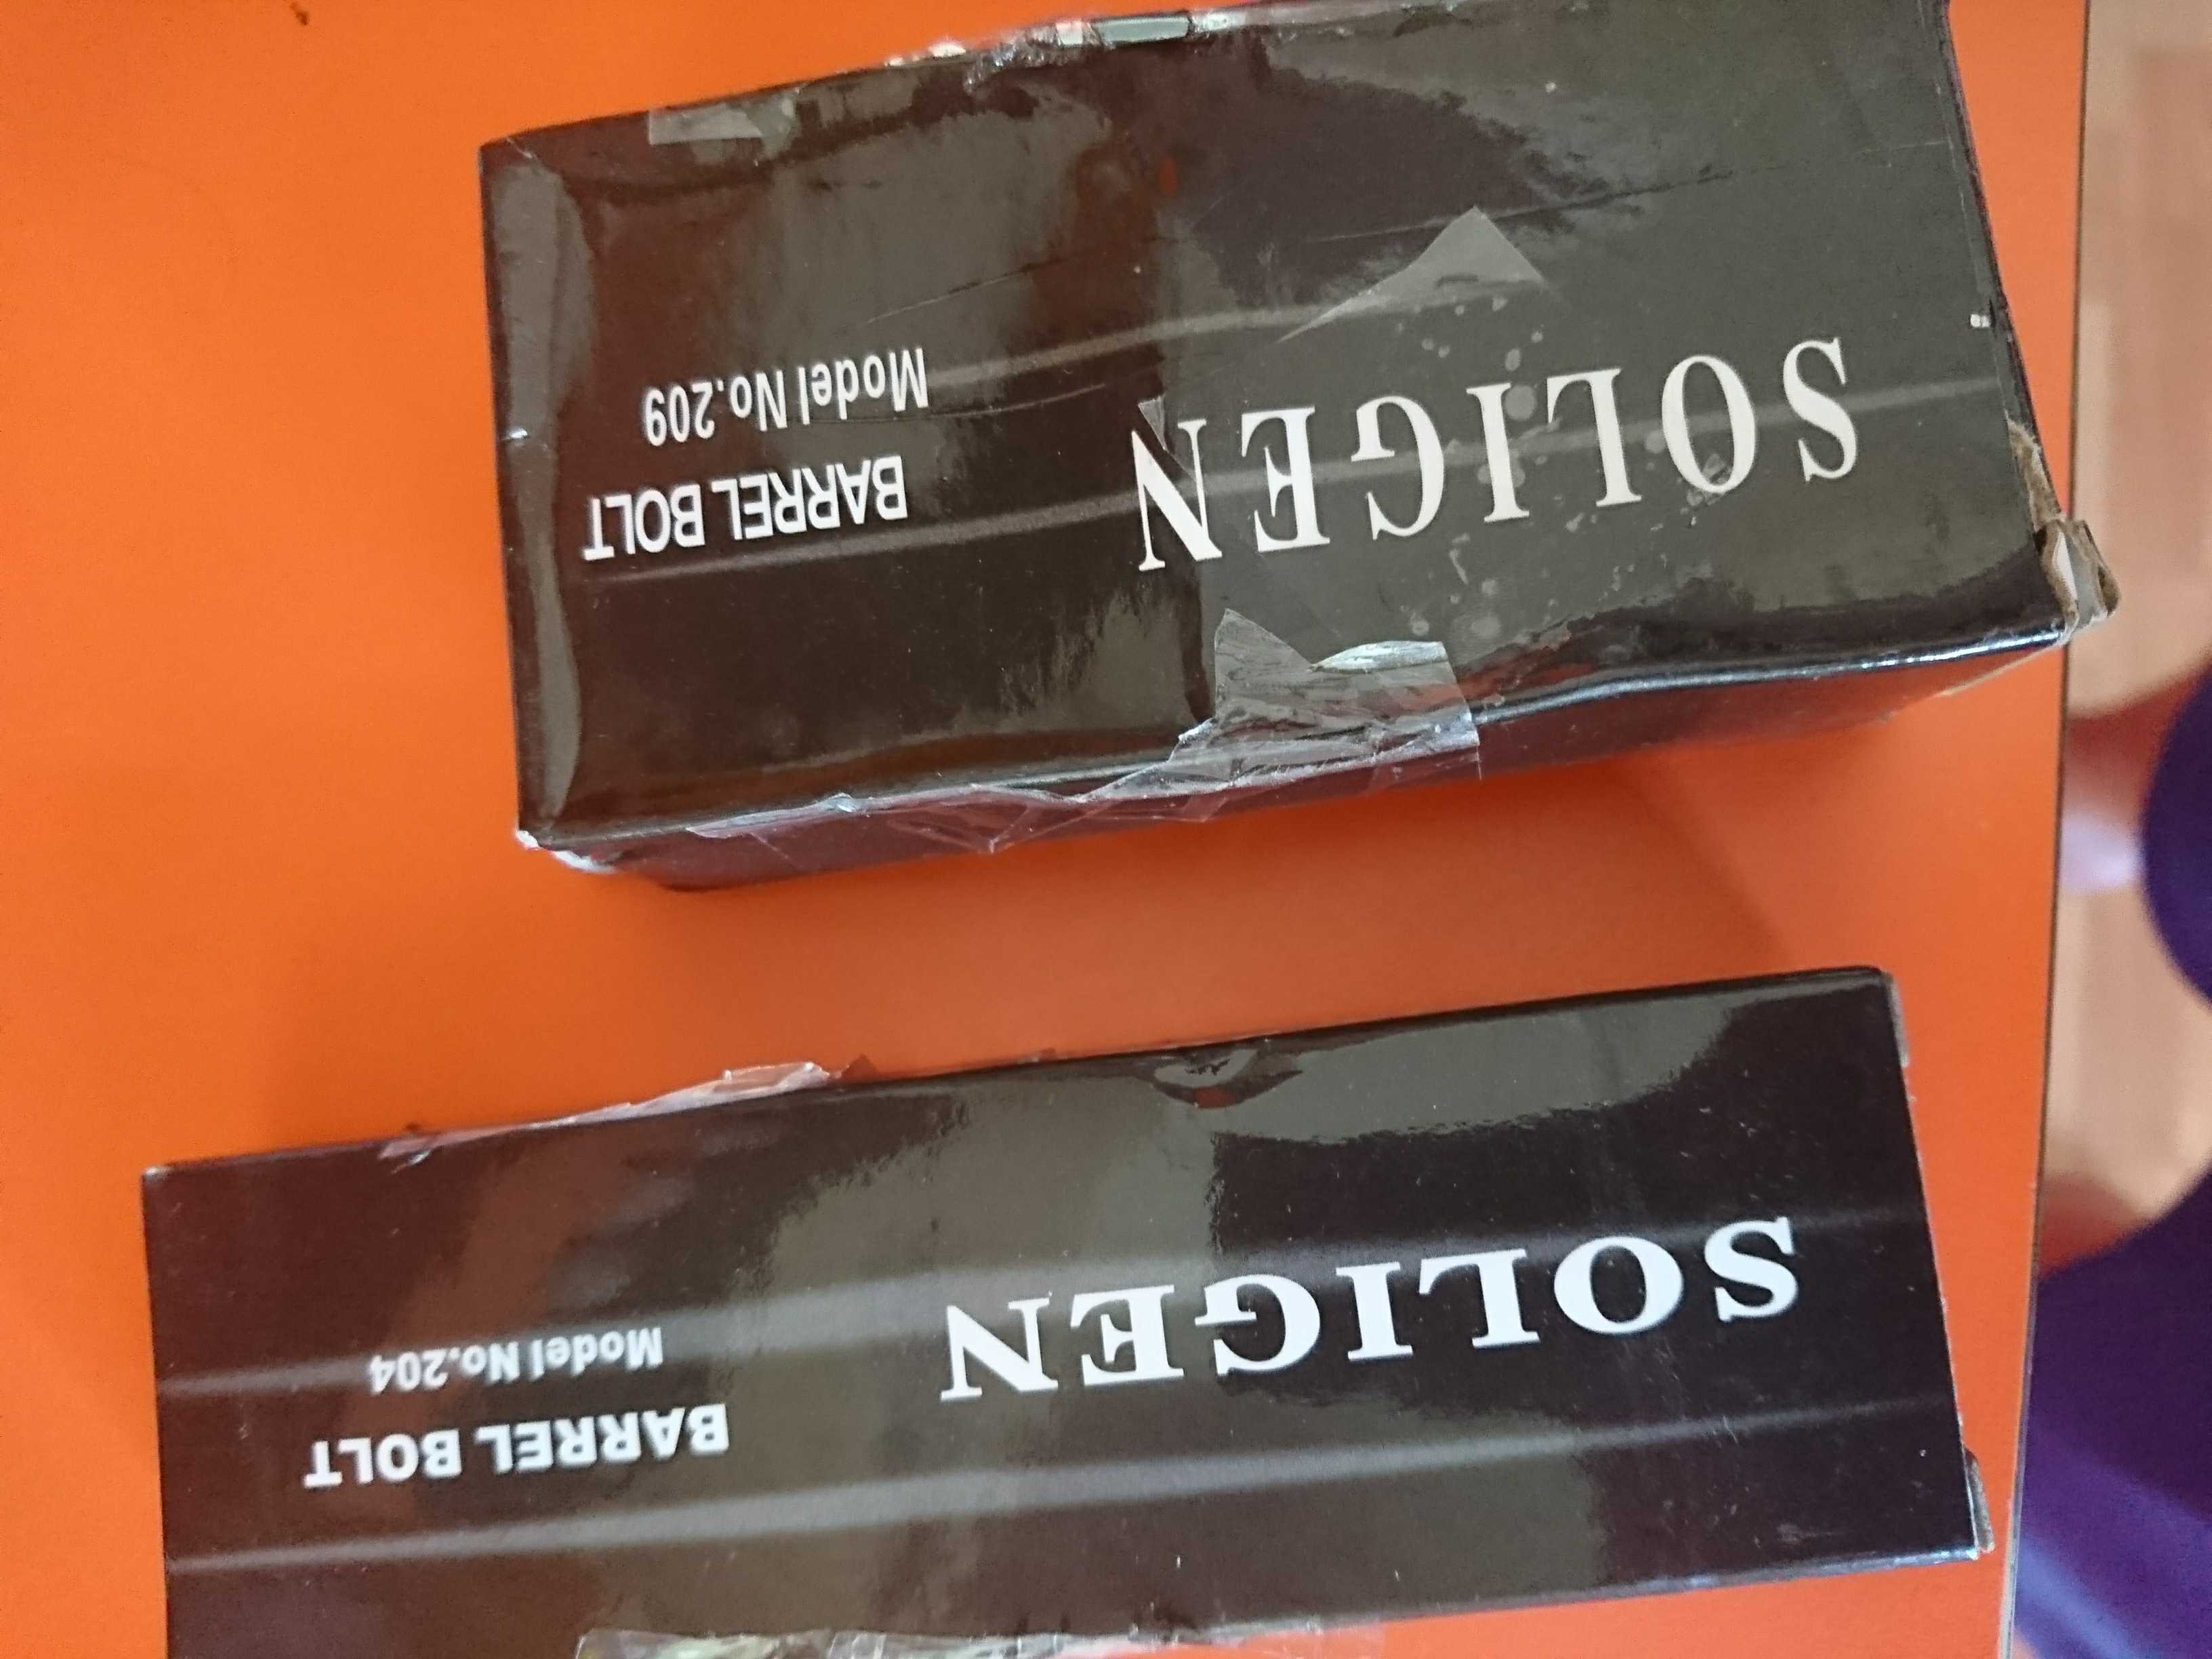 SOLIGEN
BARREL BOLT
Model No.209
SOLIGEN
BARREL BOLT
Model No.204